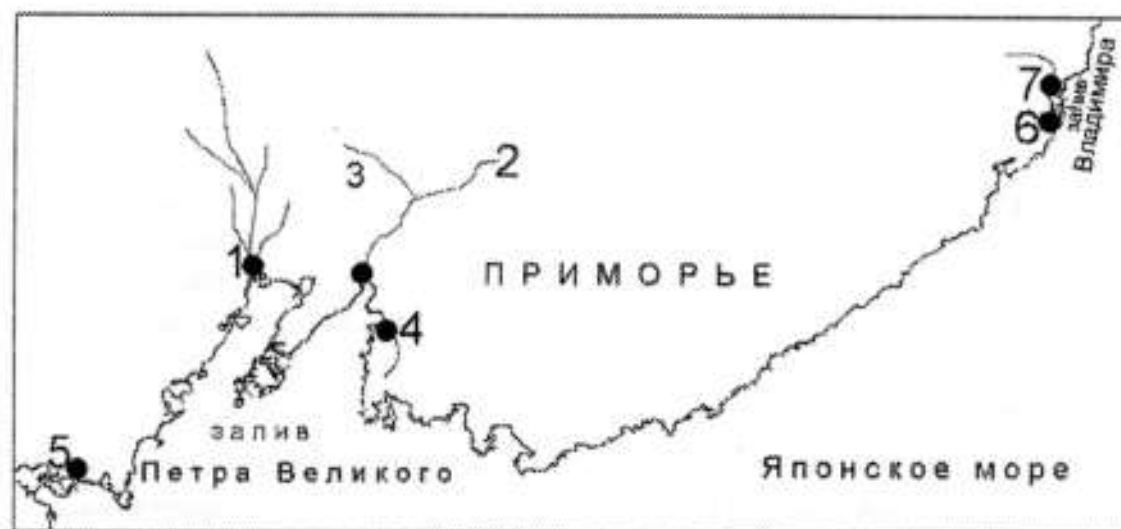 7
залив
Владимира
6
2
3
1
ПРИМОРЬЕ
4
залив
5
Петра Великого
Японское море